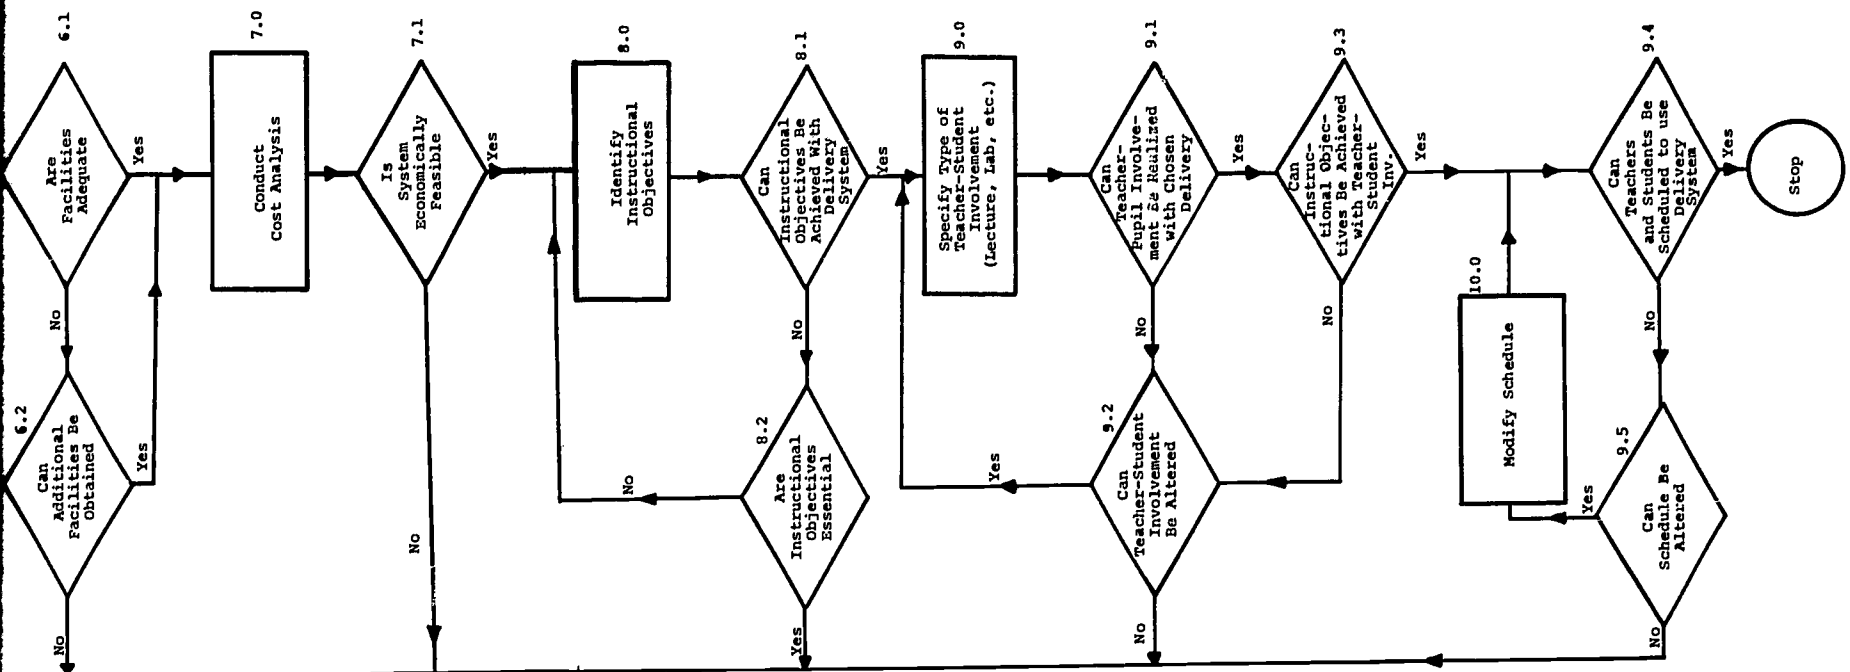 6.1
Are
Facilities
Adequate
Yes
No
6.2
Can
Additional
Facilities Be
Obtained
Yes
No
7.0
Conduct
Cost Analysis
7.1
Is
System
Economically
Feasible
Yes
No
8.0
Identify
Instructional
Objectives
8.1
Can
Instructional
Objectives Be
Achieved With
Delivery
System
Yes
No
8.2
Are
Instructional
Objectives
Essential
No
Yes
9.0
Specify Type of
Teacher-Student
Involvement
(Lecture, Lab, etc.)
9.1
Can
Teacher-
Pupil Involve-
ment Be Reulized
with Chosen
Delivery
Yes
No
9.2
Can
Teacher-Student
Involvement
Be Altered
Yes
No
9.3
Can
Instruc-
tional Objec-
tives Be Achieved
with Teacher-
Student
Inv.
Yes
No
9.4
Can
Teachers
and Students Be
Scheduled to use
Delivery
System
Yes
No
9.5
Can
Schedule Be
Altered
Yes
No
10.0
Modify Schedule
Stop